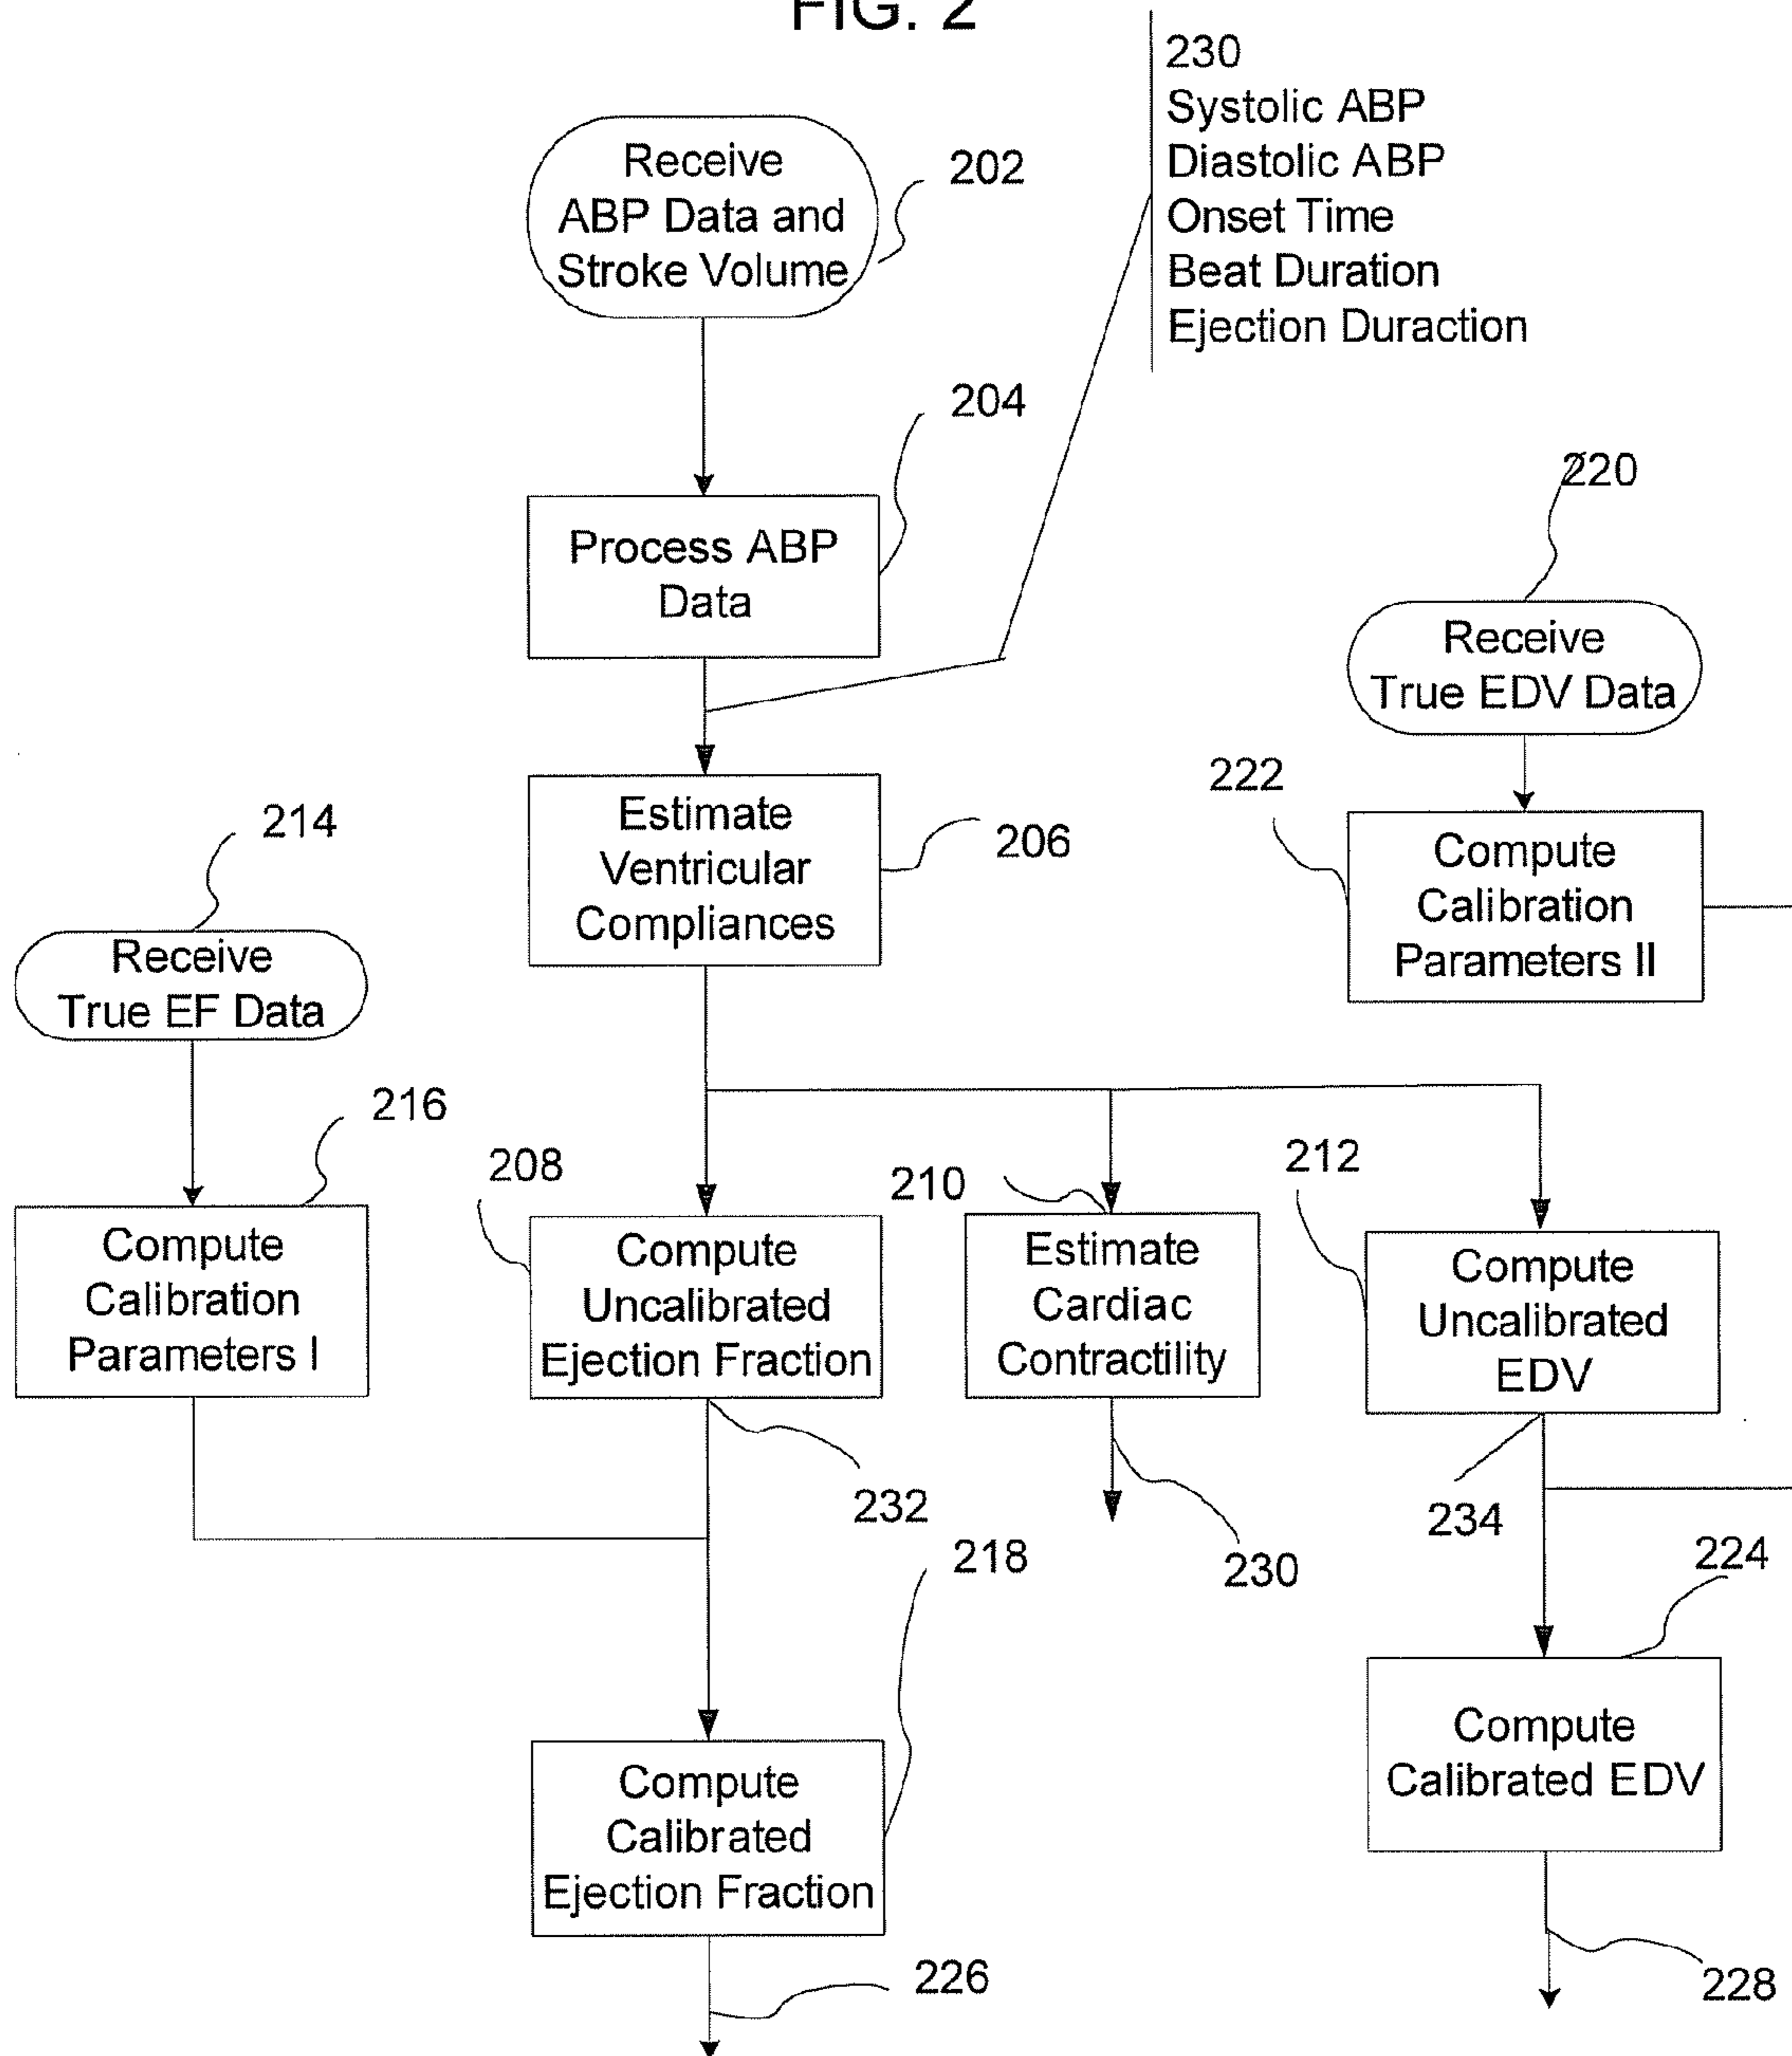 FIG. 2
230
Systolic ABP
Diastolic ABP
Onset Time
Beat Duration
Ejection Duraction
Receive
ABP Data and
Stroke Volume
202
204
Process ABP
Data
220
Receive
True EDV Data
222
Compute
Calibration
Parameters II
Estimate
Ventricular
Compliances
206
214
Receive
True EF Data
216
Compute
Calibration
Parameters I
208
Compute
Uncalibrated
Ejection Fraction
210
Estimate
Cardiac
Contractility
212
Compute
Uncalibrated
EDV
232
230
234
218
224
Compute
Calibrated
Ejection Fraction
Compute
Calibrated EDV
226
228